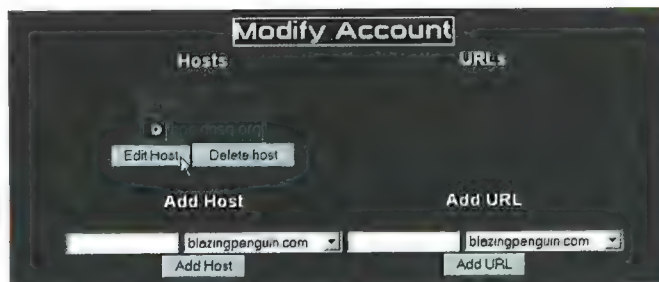 Modify Account
Hosts URLs
Edit Host Delete host
Add Host Add URL
blazingpenguin.com blazingpenguin.com
Add Host Add URL